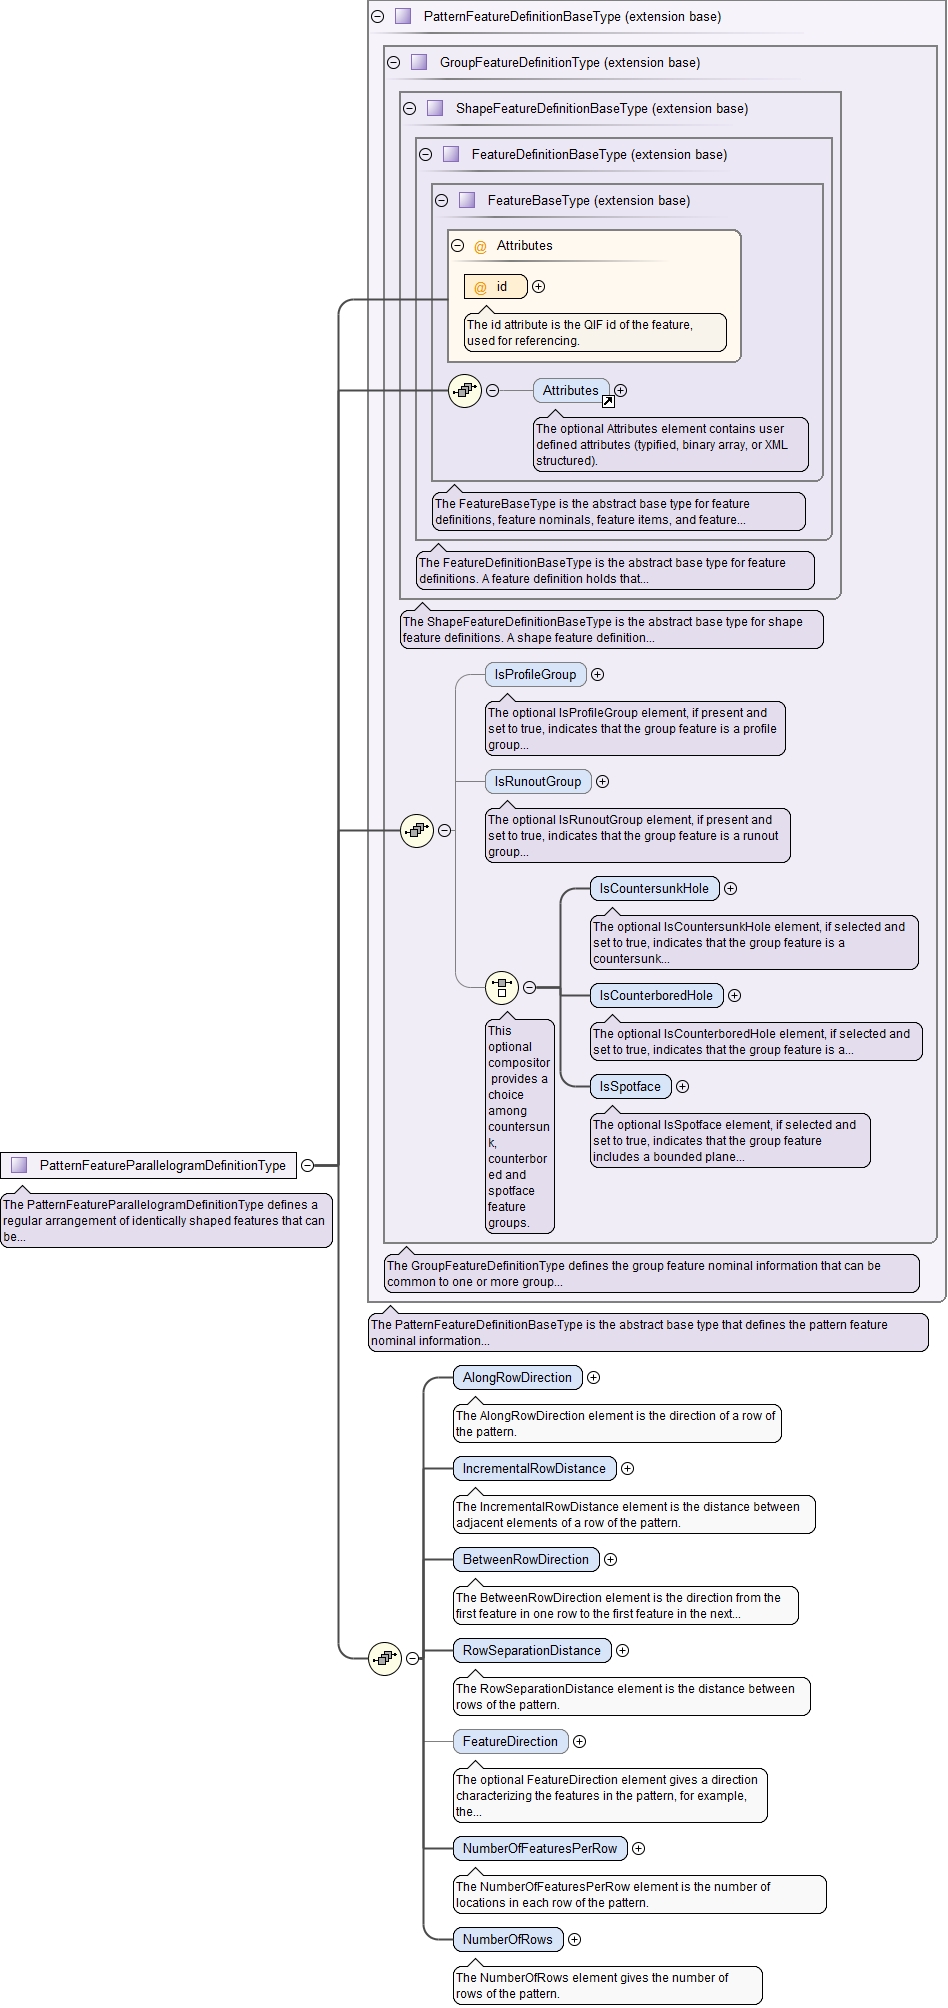 PatternFeatureDefinitionBaseType (extension base)
GroupFeatureDefinitionType (extension base)
ShapeFeatureDefinitionBaseType (extension base)
FeatureDefinitionBaseType (extension base)
FeatureBaseType (extension base)
@ Attributes
@ id
The id attribute is the QIF id of the feature,
used for referencing.
Attributes
The optional Attributes element contains user
defined attributes (typified, binary array, or XML
structured).
The FeatureBaseType is the abstract base type for feature
definitions, feature nominals, feature items, and feature...
The FeatureDefinitionBaseType is the abstract base type for feature
definitions. A feature definition holds that...
The ShapeFeatureDefinitionBaseType is the abstract base type for shape
feature definitions. A shape feature definition...
IsProfileGroup
The optional IsProfileGroup element, if present and
set to true, indicates that the group feature is a profile
group...
IsRunoutGroup
The optional IsRunoutGroup element, if present and
set to true, indicates that the group feature is a runout
group...
IsCountersunkHole
The optional IsCountersunkHole element, if selected and
set to true, indicates that the group feature is a
countersunk...
IsCounterboredHole
The optional IsCounterboredHole element, if selected and
set to true, indicates that the group feature is a...
IsSpotface
The optional IsSpotface element, if selected and
set to true, indicates that the group feature
includes a bounded plane...
This
optional
compositor
provides a
choice
among
countersun
k,
counterbor
ed and
spotface
feature
groups.
PatternFeatureParallelogramDefinitionType
The PatternFeatureParallelogramDefinitionType defines a
regular arrangement of identically shaped features that can
be...
The GroupFeatureDefinitionType defines the group feature nominal information that can be
common to one or more group...
The PatternFeatureDefinitionBaseType is the abstract base type that defines the pattern feature
nominal information...
AlongRowDirection
The AlongRowDirection element is the direction of a row of
the pattern.
IncrementalRowDistance
The IncrementalRowDistance element is the distance between
adjacent elements of a row of the pattern.
BetweenRowDirection
The BetweenRowDirection element is the direction from the
first feature in one row to the first feature in the next...
RowSeparationDistance
The RowSeparationDistance element is the distance between
rows of the pattern.
FeatureDirection
The optional FeatureDirection element gives a direction
characterizing the features in the pattern, for example,
the...
NumberOfFeaturesPerRow
The NumberOfFeaturesPerRow element is the number of
locations in each row of the pattern.
NumberOfRows
The NumberOfRows element gives the number of
rows of the pattern.